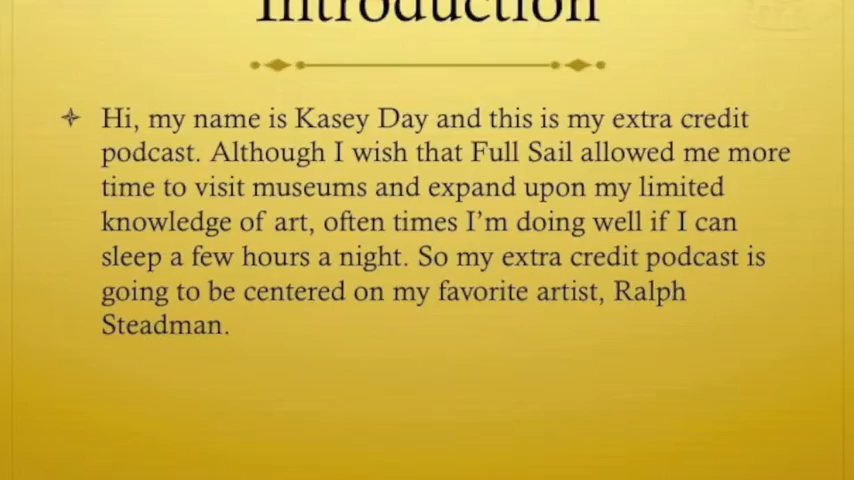 Introduction
Hi, my name is Kasey Day and this is my extra credit
podcast. Although I wish that Full Sail allowed me more
time to visit museums and expand upon my limited
knowledge of art, often times I'm doing well if I can
sleep a few hours a night. So my extra credit podcast is
going to be centered on my favorite artist, Ralph
Steadman.